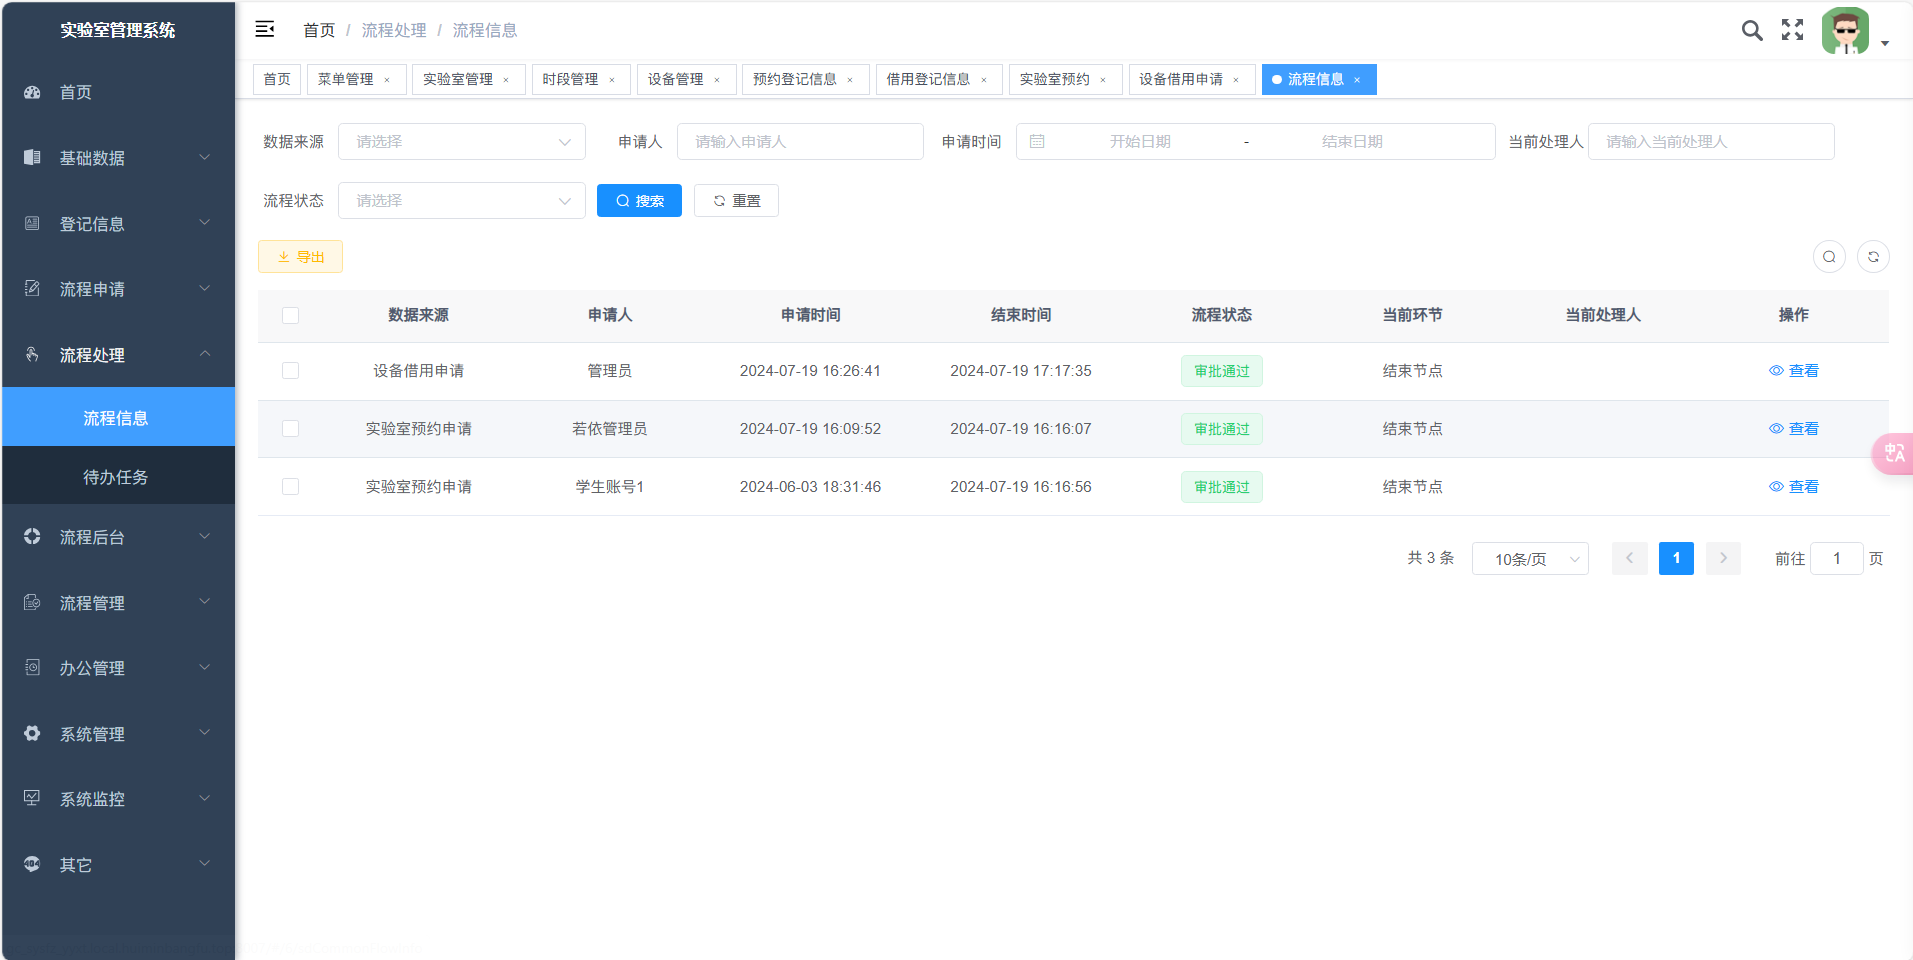 实验室管理系统
首页 / 流程处理 / 流程信息
首页
菜单管理 ×
实验室管理 ×
时段管理 ×
设备管理 ×
预约登记信息 ×
借用登记信息 ×
实验室预约 ×
设备借用申请 ×
流程信息 ×
首页
基础数据
登记信息
流程申请
流程处理
流程信息
待办任务
流程后台
流程管理
办公管理
系统管理
系统监控
其它
数据来源 请选择 申请人 请输入申请人 申请时间 开始日期 - 结束日期 当前处理人 请输入当前处理人
流程状态 请选择 搜索 重置
导出
数据来源 申请人 申请时间 结束时间 流程状态 当前环节 当前处理人 操作
设备借用申请 管理员 2024-07-19 16:26:41 2024-07-19 17:17:35 审批通过 结束节点 查看
实验室预约申请 若依管理员 2024-07-19 16:09:52 2024-07-19 16:16:07 审批通过 结束节点 查看
实验室预约申请 学生账号1 2024-06-03 18:31:46 2024-07-19 16:16:56 审批通过 结束节点 查看
共 3 条 10条/页 1 前往 1 页
中A